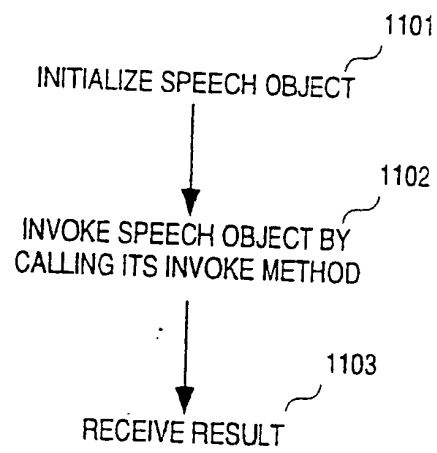 1101
INITIALIZE SPEECH OBJECT
1102
INVOKE SPEECH OBJECT BY
CALLING ITS INVOKE METHOD
1103
RECEIVE RESULT